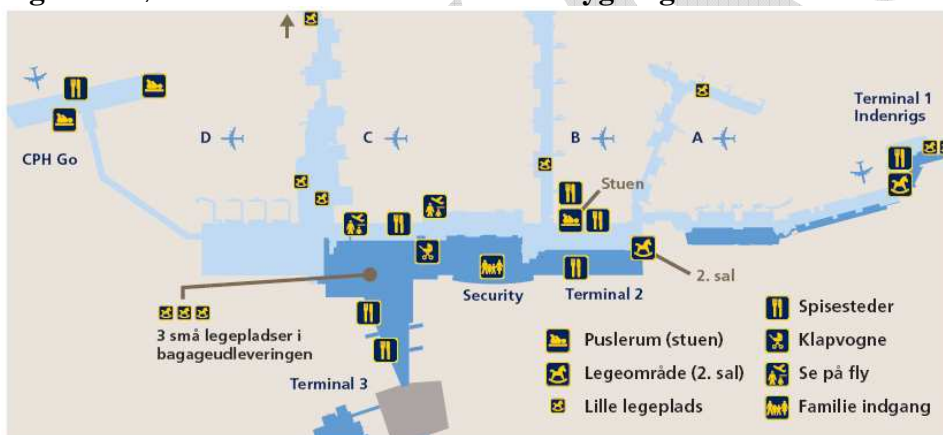 D
C
B
A
Terminal 1
Indenrigs
CPH Go
Stuen
2. sal
Security
Terminal 2
3 små legepladser i
bagageudleveringen
Terminal 3
Puslerum (stuen)
Legeområde (2. sal)
Lille legeplads
Spisesteder
Klapvogne
Se på fly
Familie indgang